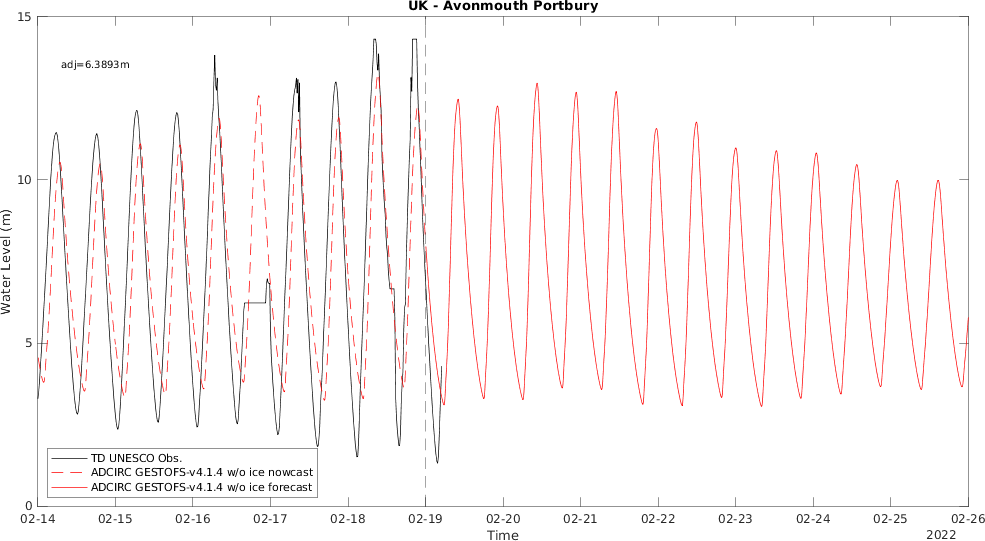 UK - Avonmouth Portbury
15
10
5
0
Water Level (m)
adj=6.3893m
TD UNESCO Obs.
ADCIRC GESTOFS-v4.1.4 w/o ice nowcast
ADCIRC GESTOFS-v4.1.4 w/o ice forecast
02-14 02-15 02-16 02-17 02-18 02-19 02-20 02-21 02-22 02-23 02-24 02-25 02-26
Time
2022